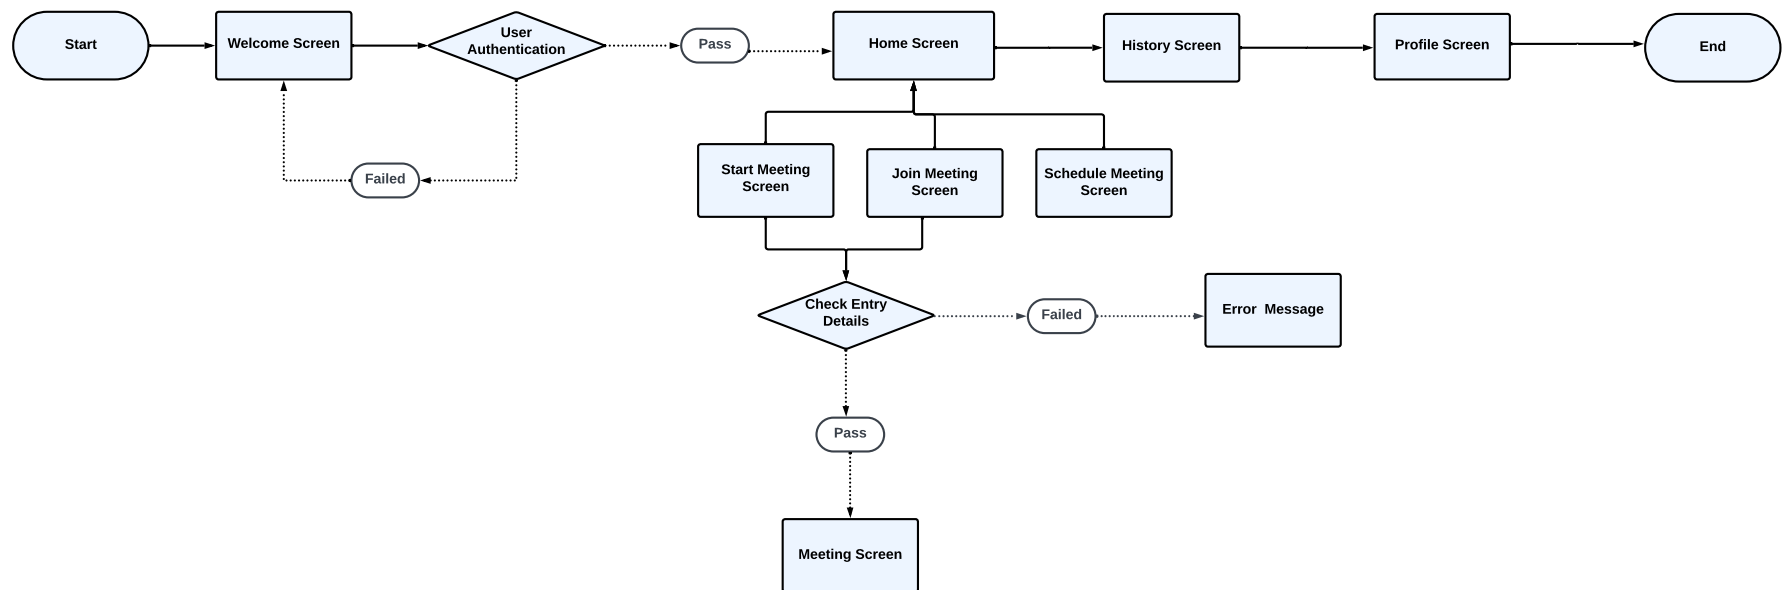 Start
Welcome Screen
User
Authentication
Pass
Home Screen
History Screen
Profile Screen
End
Failed
Start Meeting
Screen
Join Meeting
Screen
Schedule Meeting
Screen
Check Entry
Details
Failed
Error  Message
Pass
Meeting Screen